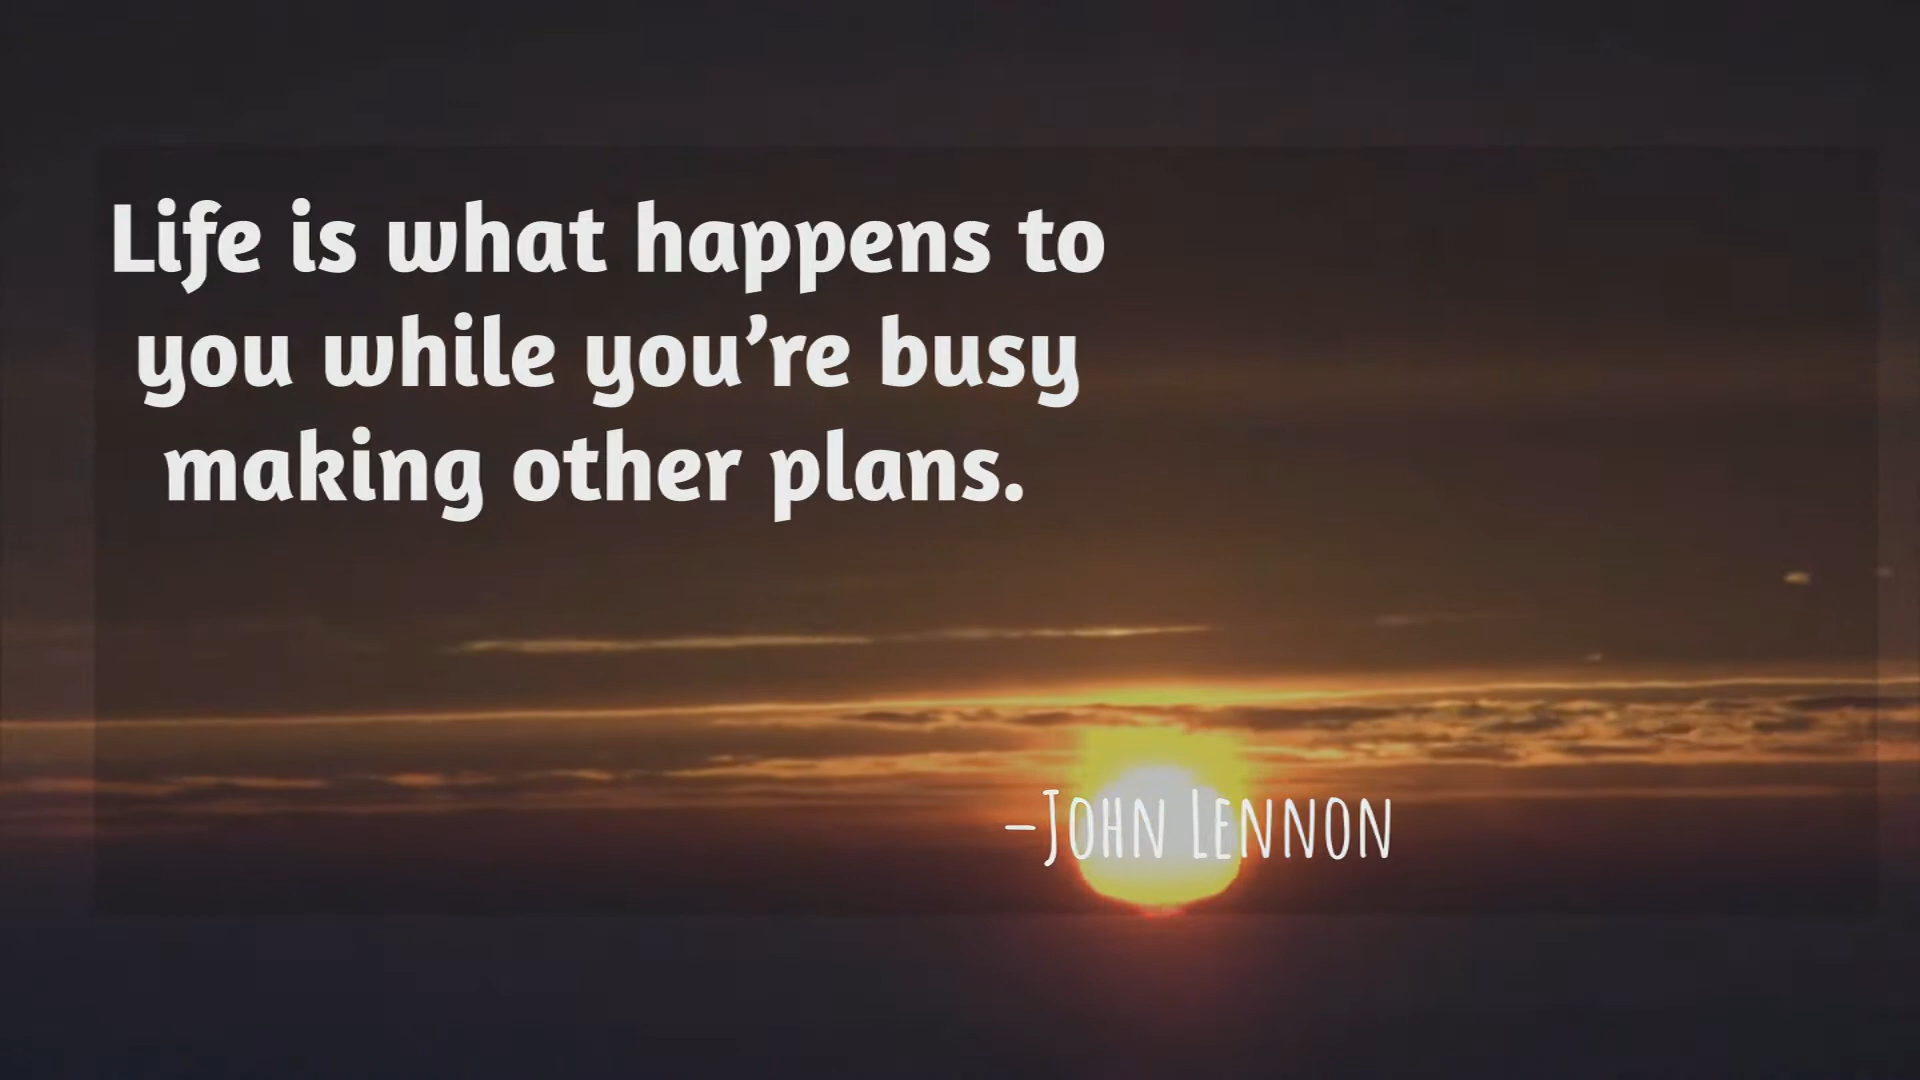 Life is what happens to
you while you’re busy
making other plans.
–John Lennon